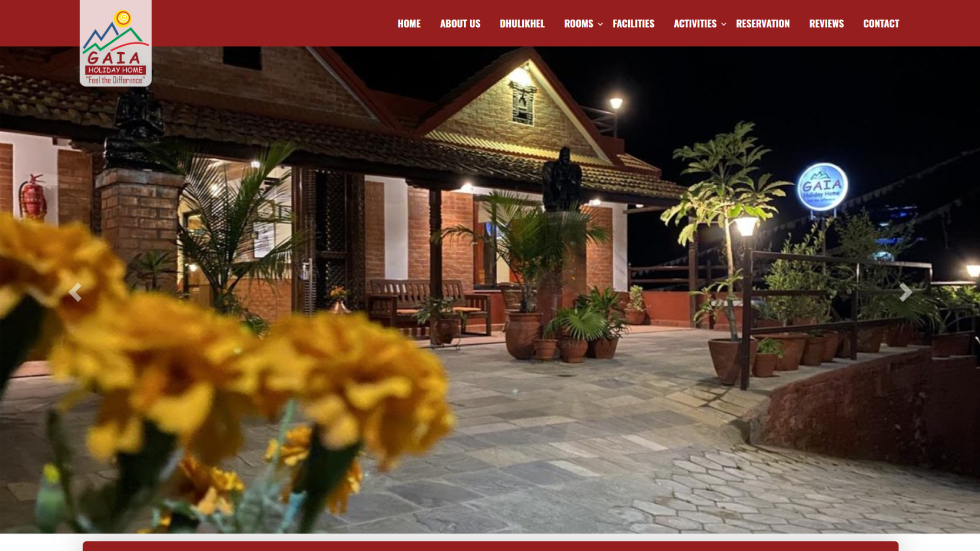 HOME ABOUT US DHULIKHEL ROOMS FACILITIES ACTIVITIES RESERVATION REVIEWS CONTACT
GAIA
HOLIDAY HOME
"Feel the Difference"
GAIA
Holiday Home